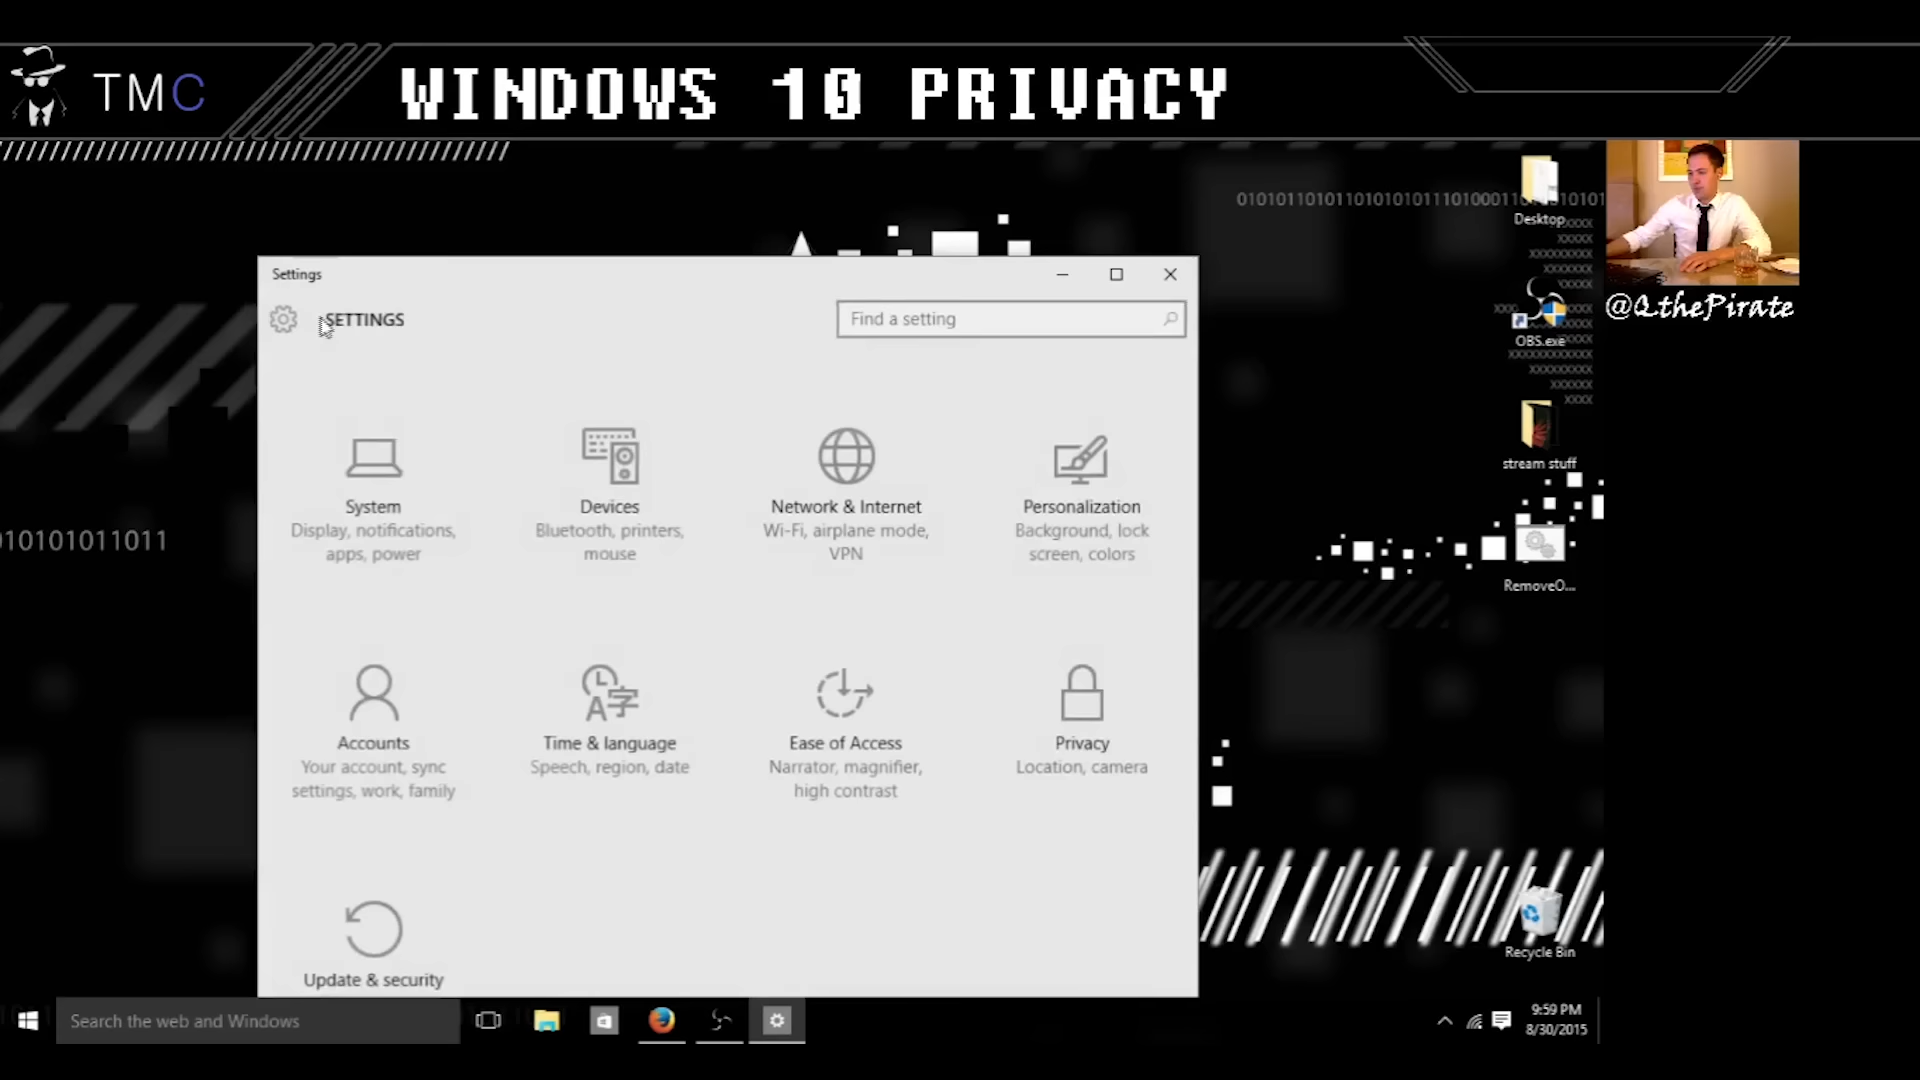 TMC
WINDOWS 10 PRIVACY
Desktop
@QthePirate
Settings
SETTINGS
Find a setting
OBS.exe
stream stuff
System
Display, notifications,
apps, power
Devices
Bluetooth, printers,
mouse
Network & Internet
Wi-Fi, airplane mode,
VPN
Personalization
Background, lock
screen, colors
10101011011
RemoveO...
Accounts
Your account, sync
settings, work, family
Time & language
Speech, region, date
Ease of Access
Narrator, magnifier,
high contrast
Privacy
Location, camera
Update & security
Recycle Bin
Search the web and Windows
9:59 PM
8/30/2015